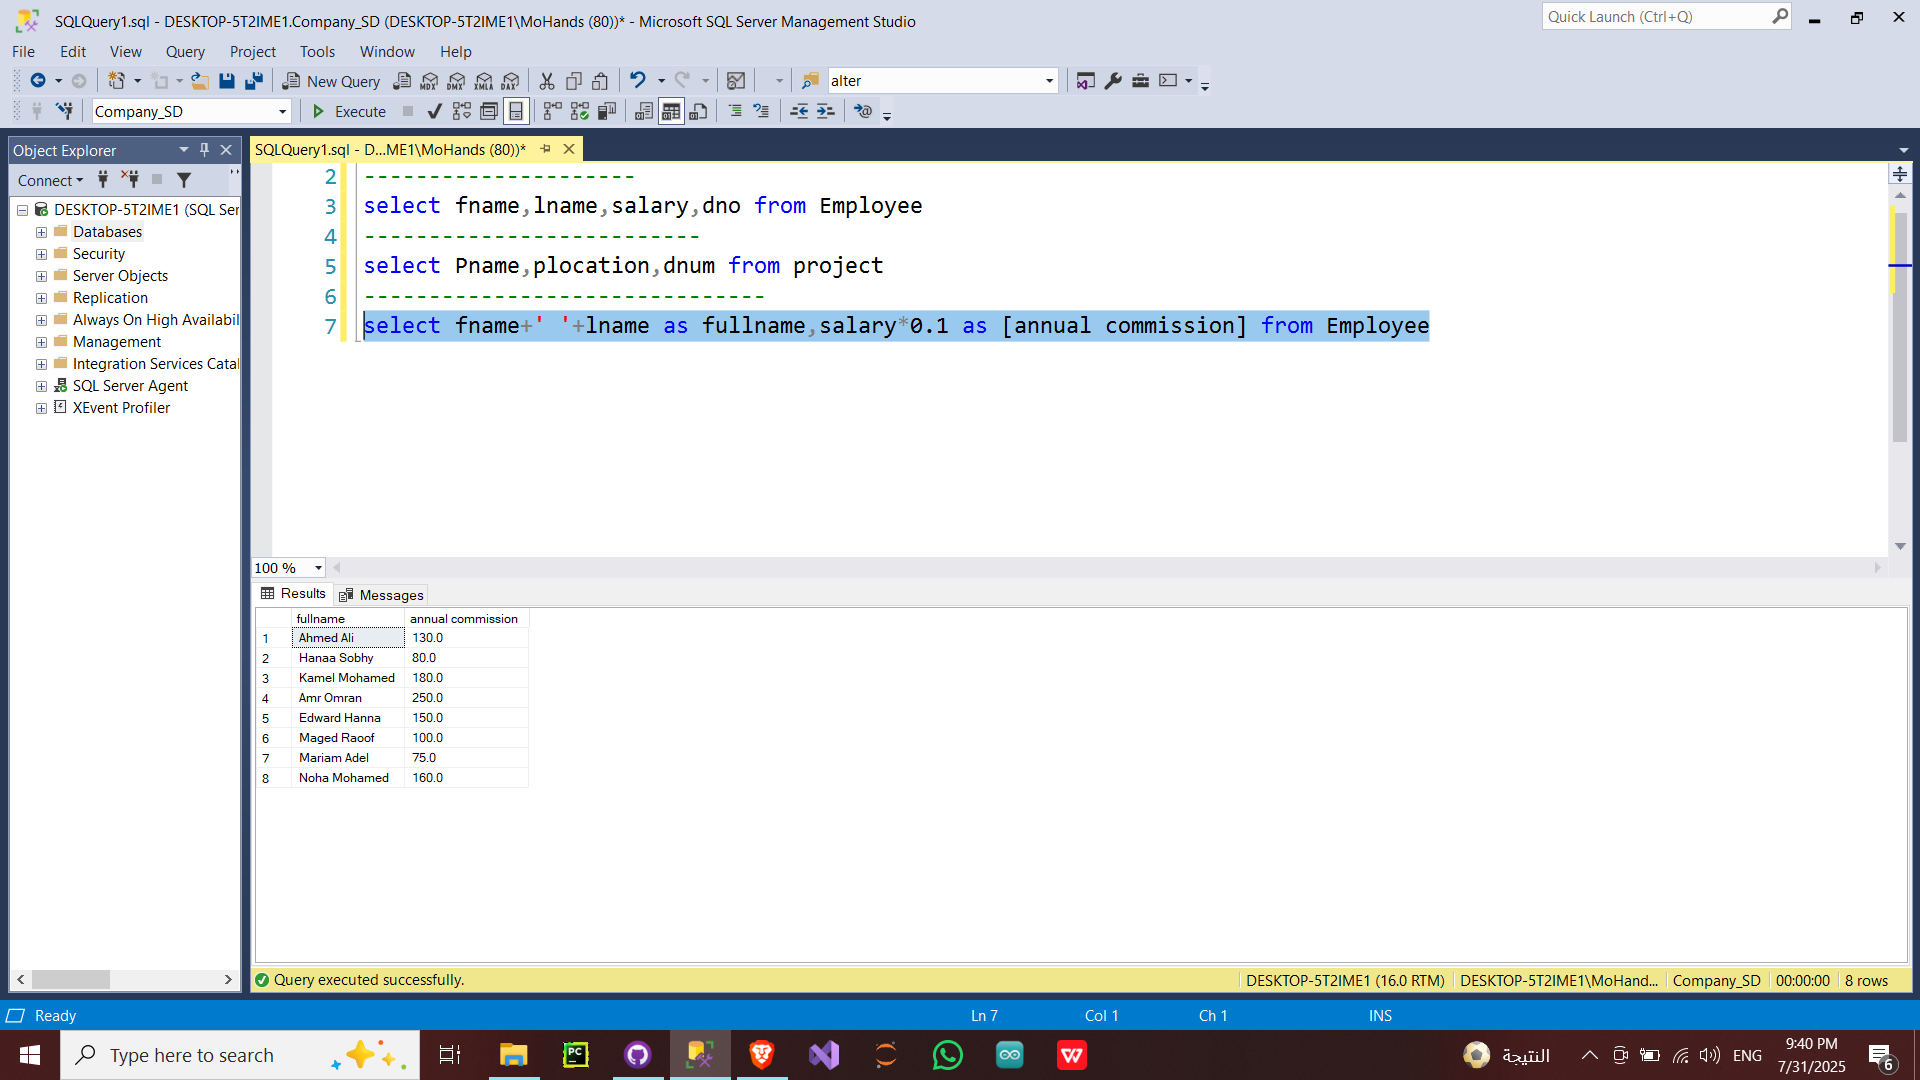 SQLQuery1.sql - DESKTOP-5T2IME1.Company_SD (DESKTOP-5T2IME1\MoHands (80))* - Microsoft SQL Server Management Studio
Quick Launch (Ctrl+Q)
File Edit View Query Project Tools Window Help
New Query MDX DMX XMLA DAX alter
Company_SD Execute
Object Explorer
SQLQuery1.sql - D...ME1\MoHands (80))*
Connect
DESKTOP-5T2IME1 (SQL Ser
Databases
Security
Server Objects
Replication
Always On High Availabil
Management
Integration Services Catal
SQL Server Agent
XEvent Profiler
2 ---------------------
3 select fname,lname,salary,dno from Employee
4 --------------------------
5 select Pname,plocation,dnum from project
6 -------------------------------
7 select fname+' '+lname as fullname,salary*0.1 as [annual commission] from Employee
100 %
Results Messages
fullname annual commission
1 Ahmed Ali 130.0
2 Hanaa Sobhy 80.0
3 Kamel Mohamed 180.0
4 Amr Omran 250.0
5 Edward Hanna 150.0
6 Maged Raoof 100.0
7 Mariam Adel 75.0
8 Noha Mohamed 160.0
Query executed successfully. DESKTOP-5T2IME1 (16.0 RTM) DESKTOP-5T2IME1\MoHand... Company_SD 00:00:00 8 rows
Ready Ln 7 Col 1 Ch 1 INS
Type here to search
PC
W
النتيجة
ENG
9:40 PM
7/31/2025
6